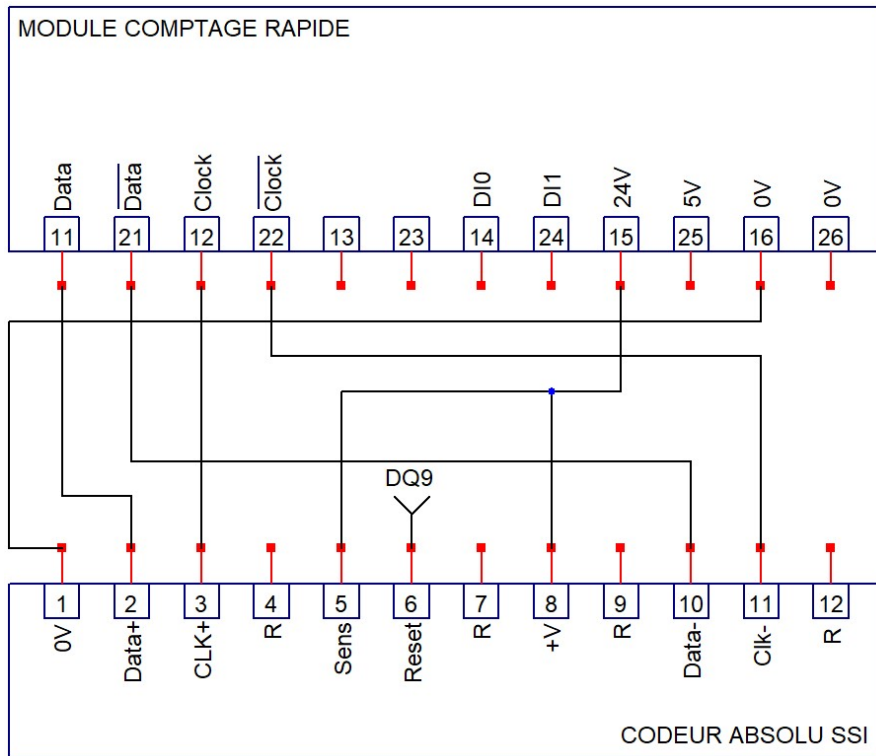 MODULE COMPTAGE RAPIDE
Data Data Clock Clock DI0 DI1 24V 5V 0V 0V
11 21 12 22 13 23 14 24 15 25 16 26
DQ9
1 2 3 4 5 6 7 8 9 10 11 12
0V Data+ CLK+ R Sens Reset R +V R Data- Clk- R
CODEUR ABSOLU SSI